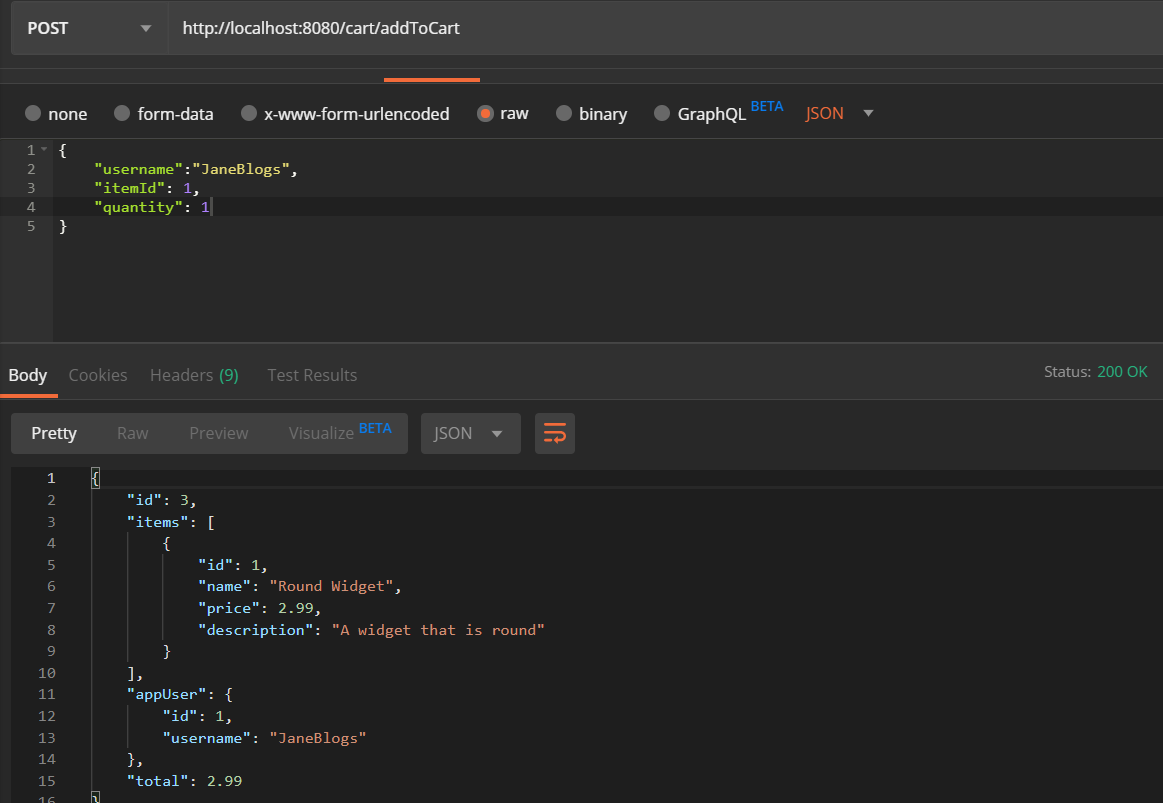 POST http://localhost:8080/cart/addToCart
none form-data x-www-form-urlencoded raw binary GraphQL BETA JSON
1 {
2 "username":"JaneBlogs",
3 "itemId": 1,
4 "quantity": 1
5 }
Body Cookies Headers (9) Test Results Status: 200 OK
Pretty Raw Preview Visualize BETA JSON
1 {
2 "id": 3,
3 "items": [
4 {
5 "id": 1,
6 "name": "Round Widget",
7 "price": 2.99,
8 "description": "A widget that is round"
9 }
10 ],
11 "appUser": {
12 "id": 1,
13 "username": "JaneBlogs"
14 },
15 "total": 2.99
16 }